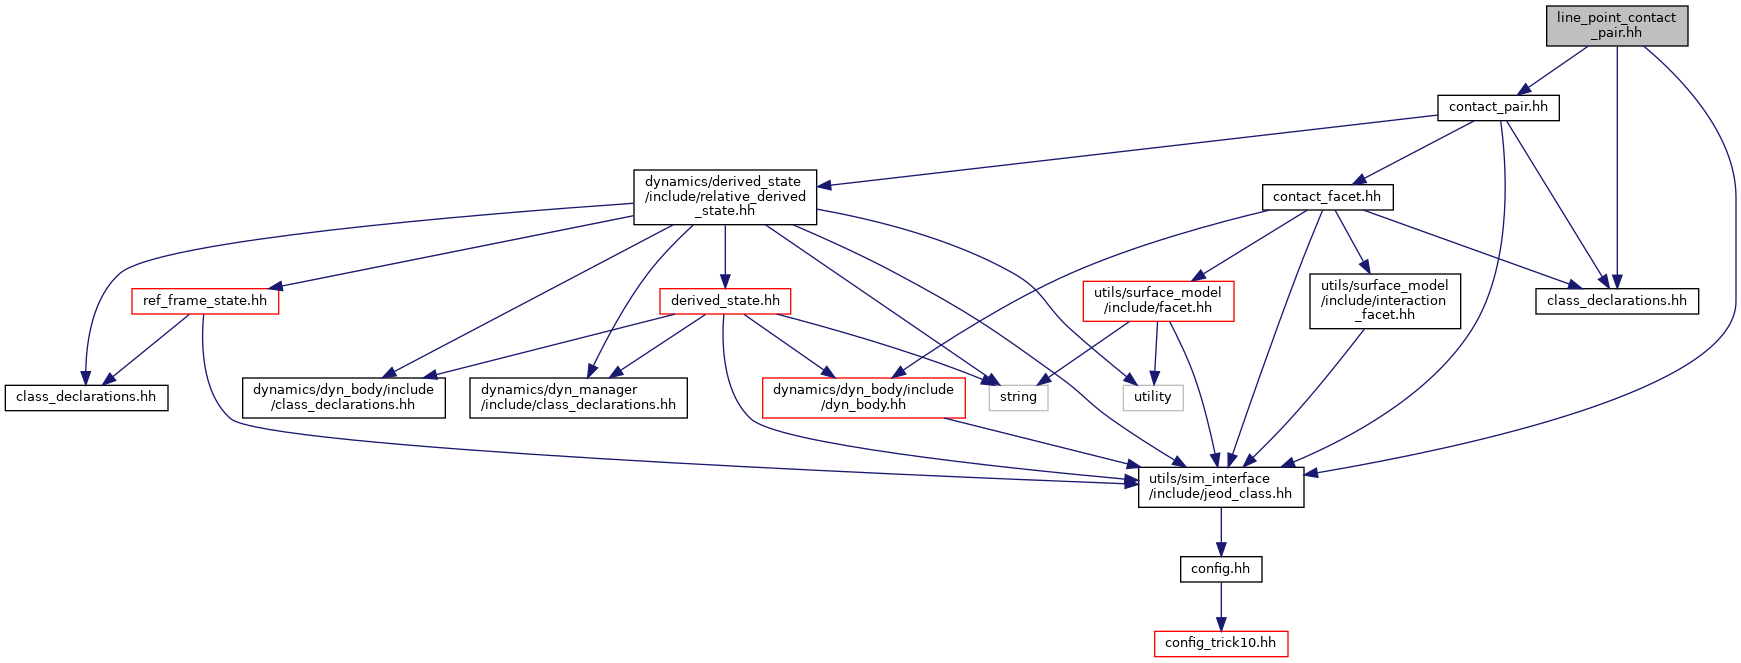 line_point_contact
_pair.hh
contact_pair.hh
dynamics/derived_state
/include/relative_derived
_state.hh
contact_facet.hh
ref_frame_state.hh
derived_state.hh
utils/surface_model
/include/facet.hh
utils/surface_model
/include/interaction
_facet.hh
class_declarations.hh
class_declarations.hh
dynamics/dyn_body/include
/class_declarations.hh
dynamics/dyn_manager
/include/class_declarations.hh
dynamics/dyn_body/include
/dyn_body.hh
string
utility
utils/sim_interface
/include/jeod_class.hh
config.hh
config_trick10.hh